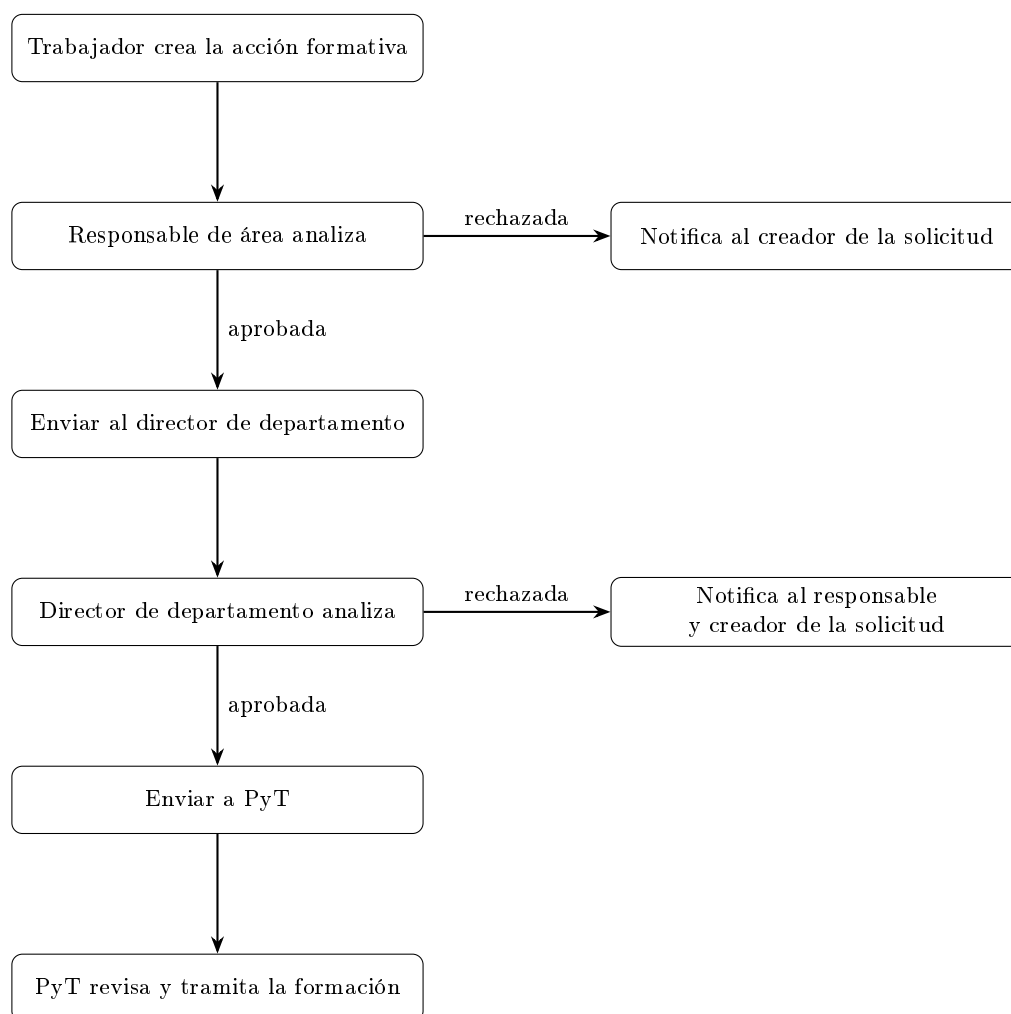 Trabajador crea la acción formativa
Responsable de área analiza
rechazada
Notifica al creador de la solicitud
aprobada
Enviar al director de departamento
Director de departamento analiza
rechazada
Notifica al responsable
y creador de la solicitud
aprobada
Enviar a PyT
PyT revisa y tramita la formación